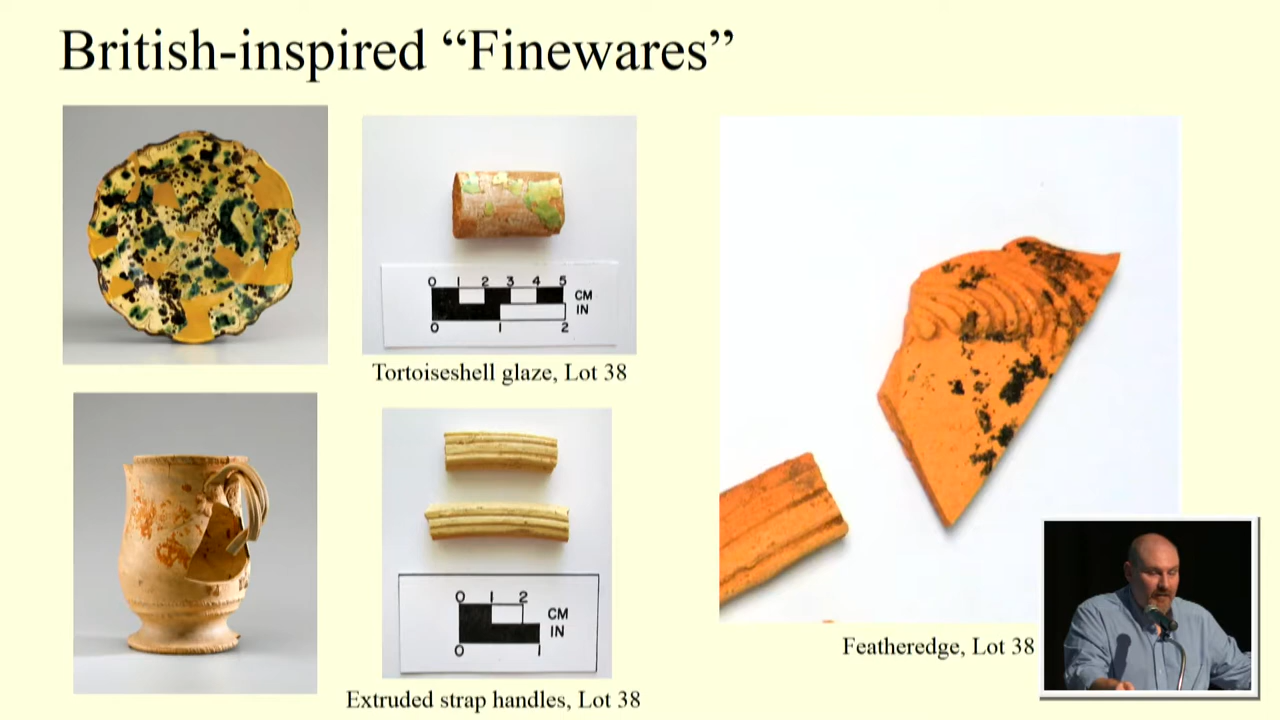 British-inspired “Finewares”
0 1 2 3 4 5
CM
IN
0 1 2
Tortoiseshell glaze, Lot 38
0 1 2
CM
IN
0 1
Extruded strap handles, Lot 38
Featheredge, Lot 38